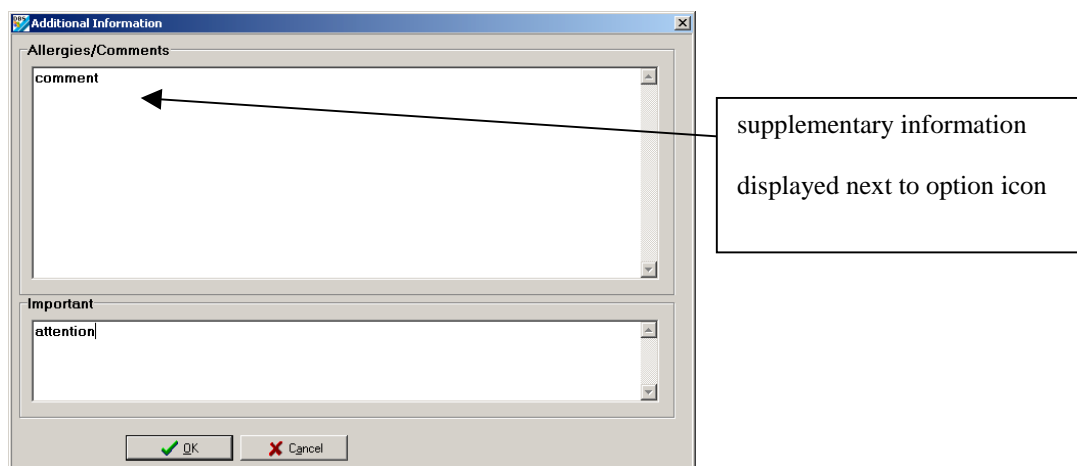 Additional Information
Allergies/Comments
comment
supplementary information
displayed next to option icon
Important
attention
OK
Cancel